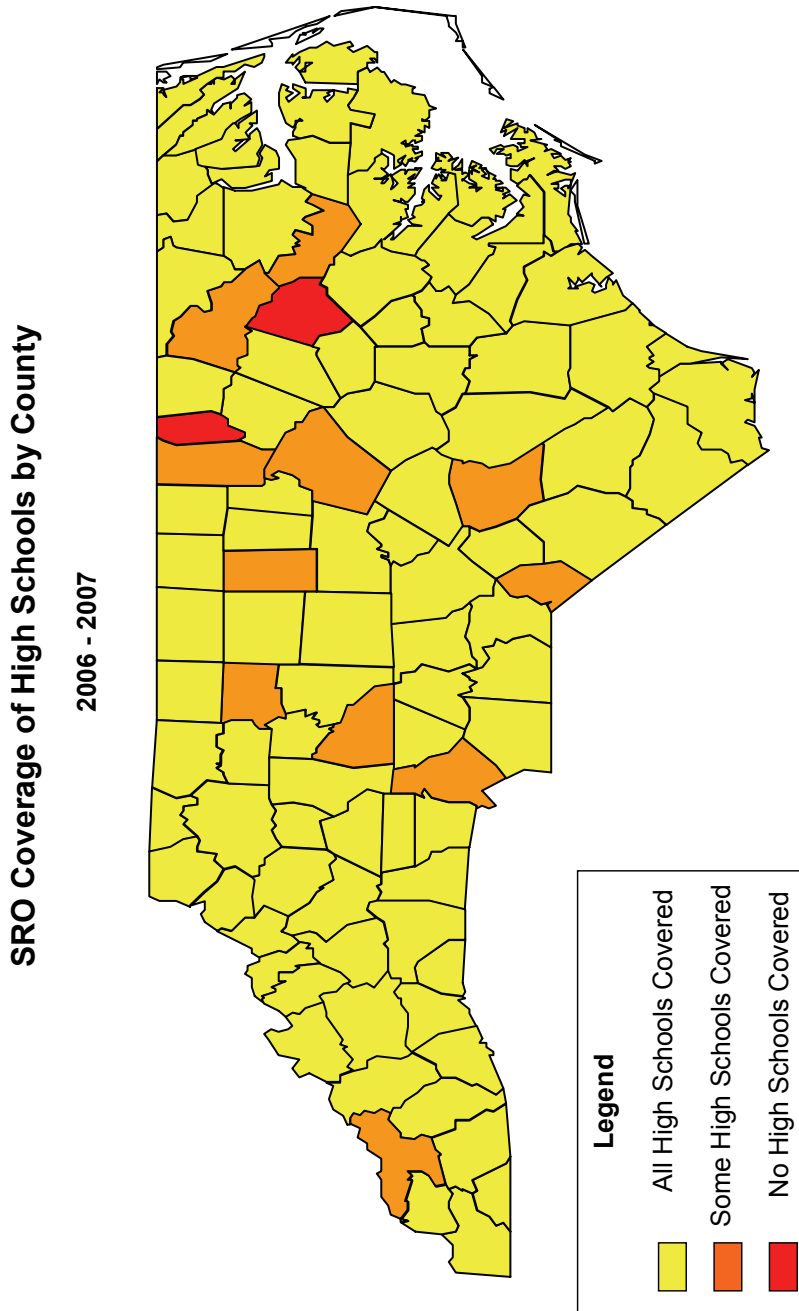 SRO Coverage of High Schools by County
2006 - 2007
Legend
All High Schools Covered
Some High Schools Covered
No High Schools Covered